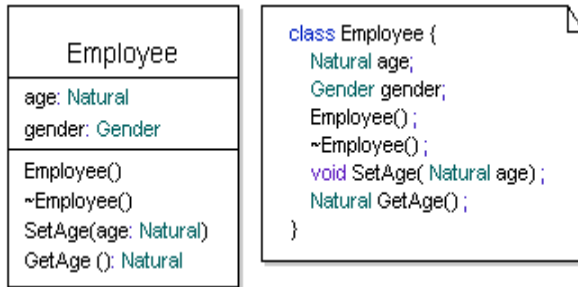 Employee
age: Natural
gender: Gender
Employee()
~Employee()
SetAge(age: Natural)
GetAge (): Natural
class Employee {
Natural age;
Gender gender;
Employee() ;
~Employee() ;
void SetAge( Natural age) ;
Natural GetAge() ;
}